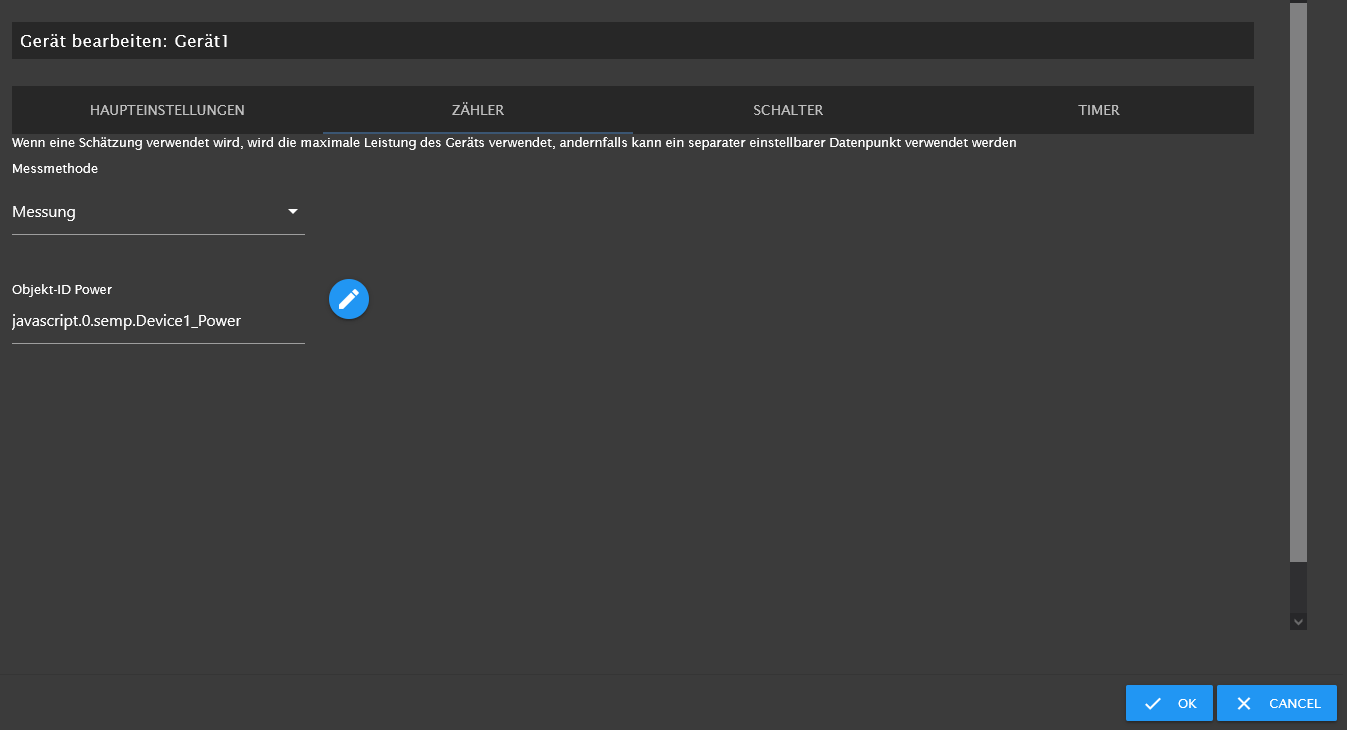 Gerät bearbeiten: Gerät1
HAUPTEINSTELLUNGEN ZÄHLER SCHALTER TIMER
Wenn eine Schätzung verwendet wird, wird die maximale Leistung des Geräts verwendet, andernfalls kann ein separater einstellbarer Datenpunkt verwendet werden
Messmethode
Messung
Objekt-ID Power
javascript.0.semp.Device1_Power
OK CANCEL